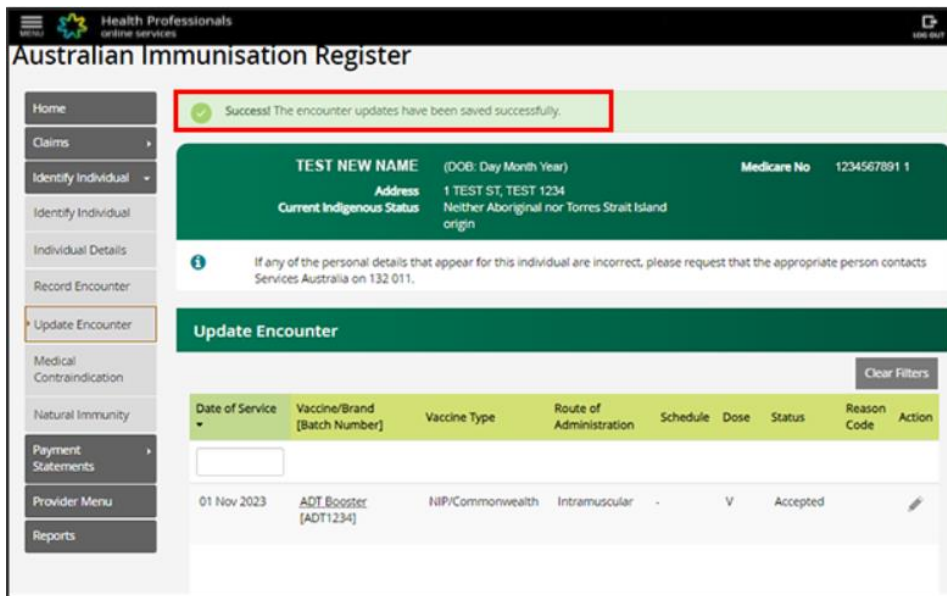 MENU
Health Professionals
online services
LOG OUT
Australian Immunisation Register
Home
Claims
Identify Individual
Identify Individual
Individual Details
Record Encounter
Update Encounter
Medical
Contraindication
Natural Immunity
Payment
Statements
Provider Menu
Reports
Success! The encounter updates have been saved successfully.
TEST NEW NAME (DOB: Day Month Year) Medicare No 1234567891 1
Address 1 TEST ST, TEST 1234
Current Indigenous Status Neither Aboriginal nor Torres Strait Island
origin
If any of the personal details that appear for this individual are incorrect, please request that the appropriate person contacts
Services Australia on 132 011.
Update Encounter
Clear Filters
Date of Service Vaccine/Brand [Batch Number] Vaccine Type Route of Administration Schedule Dose Status Reason Code Action
01 Nov 2023 ADT Booster NIP/Commonwealth Intramuscular - V Accepted
[ADT1234]